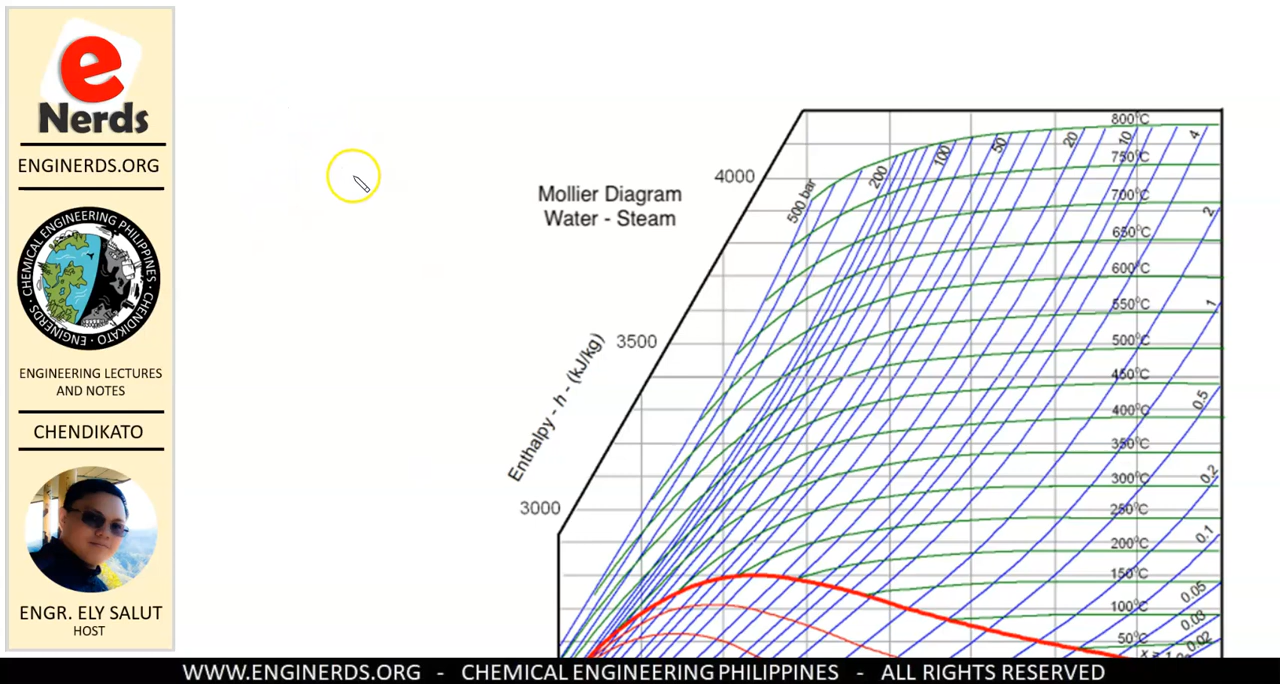 e
Nerds
ENGINERDS.ORG
CHEMICAL ENGINEERING PHILIPPINES · CHENDIKATO · ENGINERDS ·
ENGINEERING LECTURES
AND NOTES
CHENDIKATO
ENGR. ELY SALUT
HOST
Mollier Diagram
Water - Steam
Enthalpy - h - (kJ/kg)
4000
3500
3000
500 bar
200
100
50
20
10
4
2
1
0.5
0.2
0.1
0.05
0.03
0.02
800°C
750°C
700°C
650°C
600°C
550°C
500°C
450°C
400°C
350°C
300°C
250°C
200°C
150°C
100°C
50°C
WWW.ENGINERDS.ORG - CHEMICAL ENGINEERING PHILIPPINES - ALL RIGHTS RESERVED